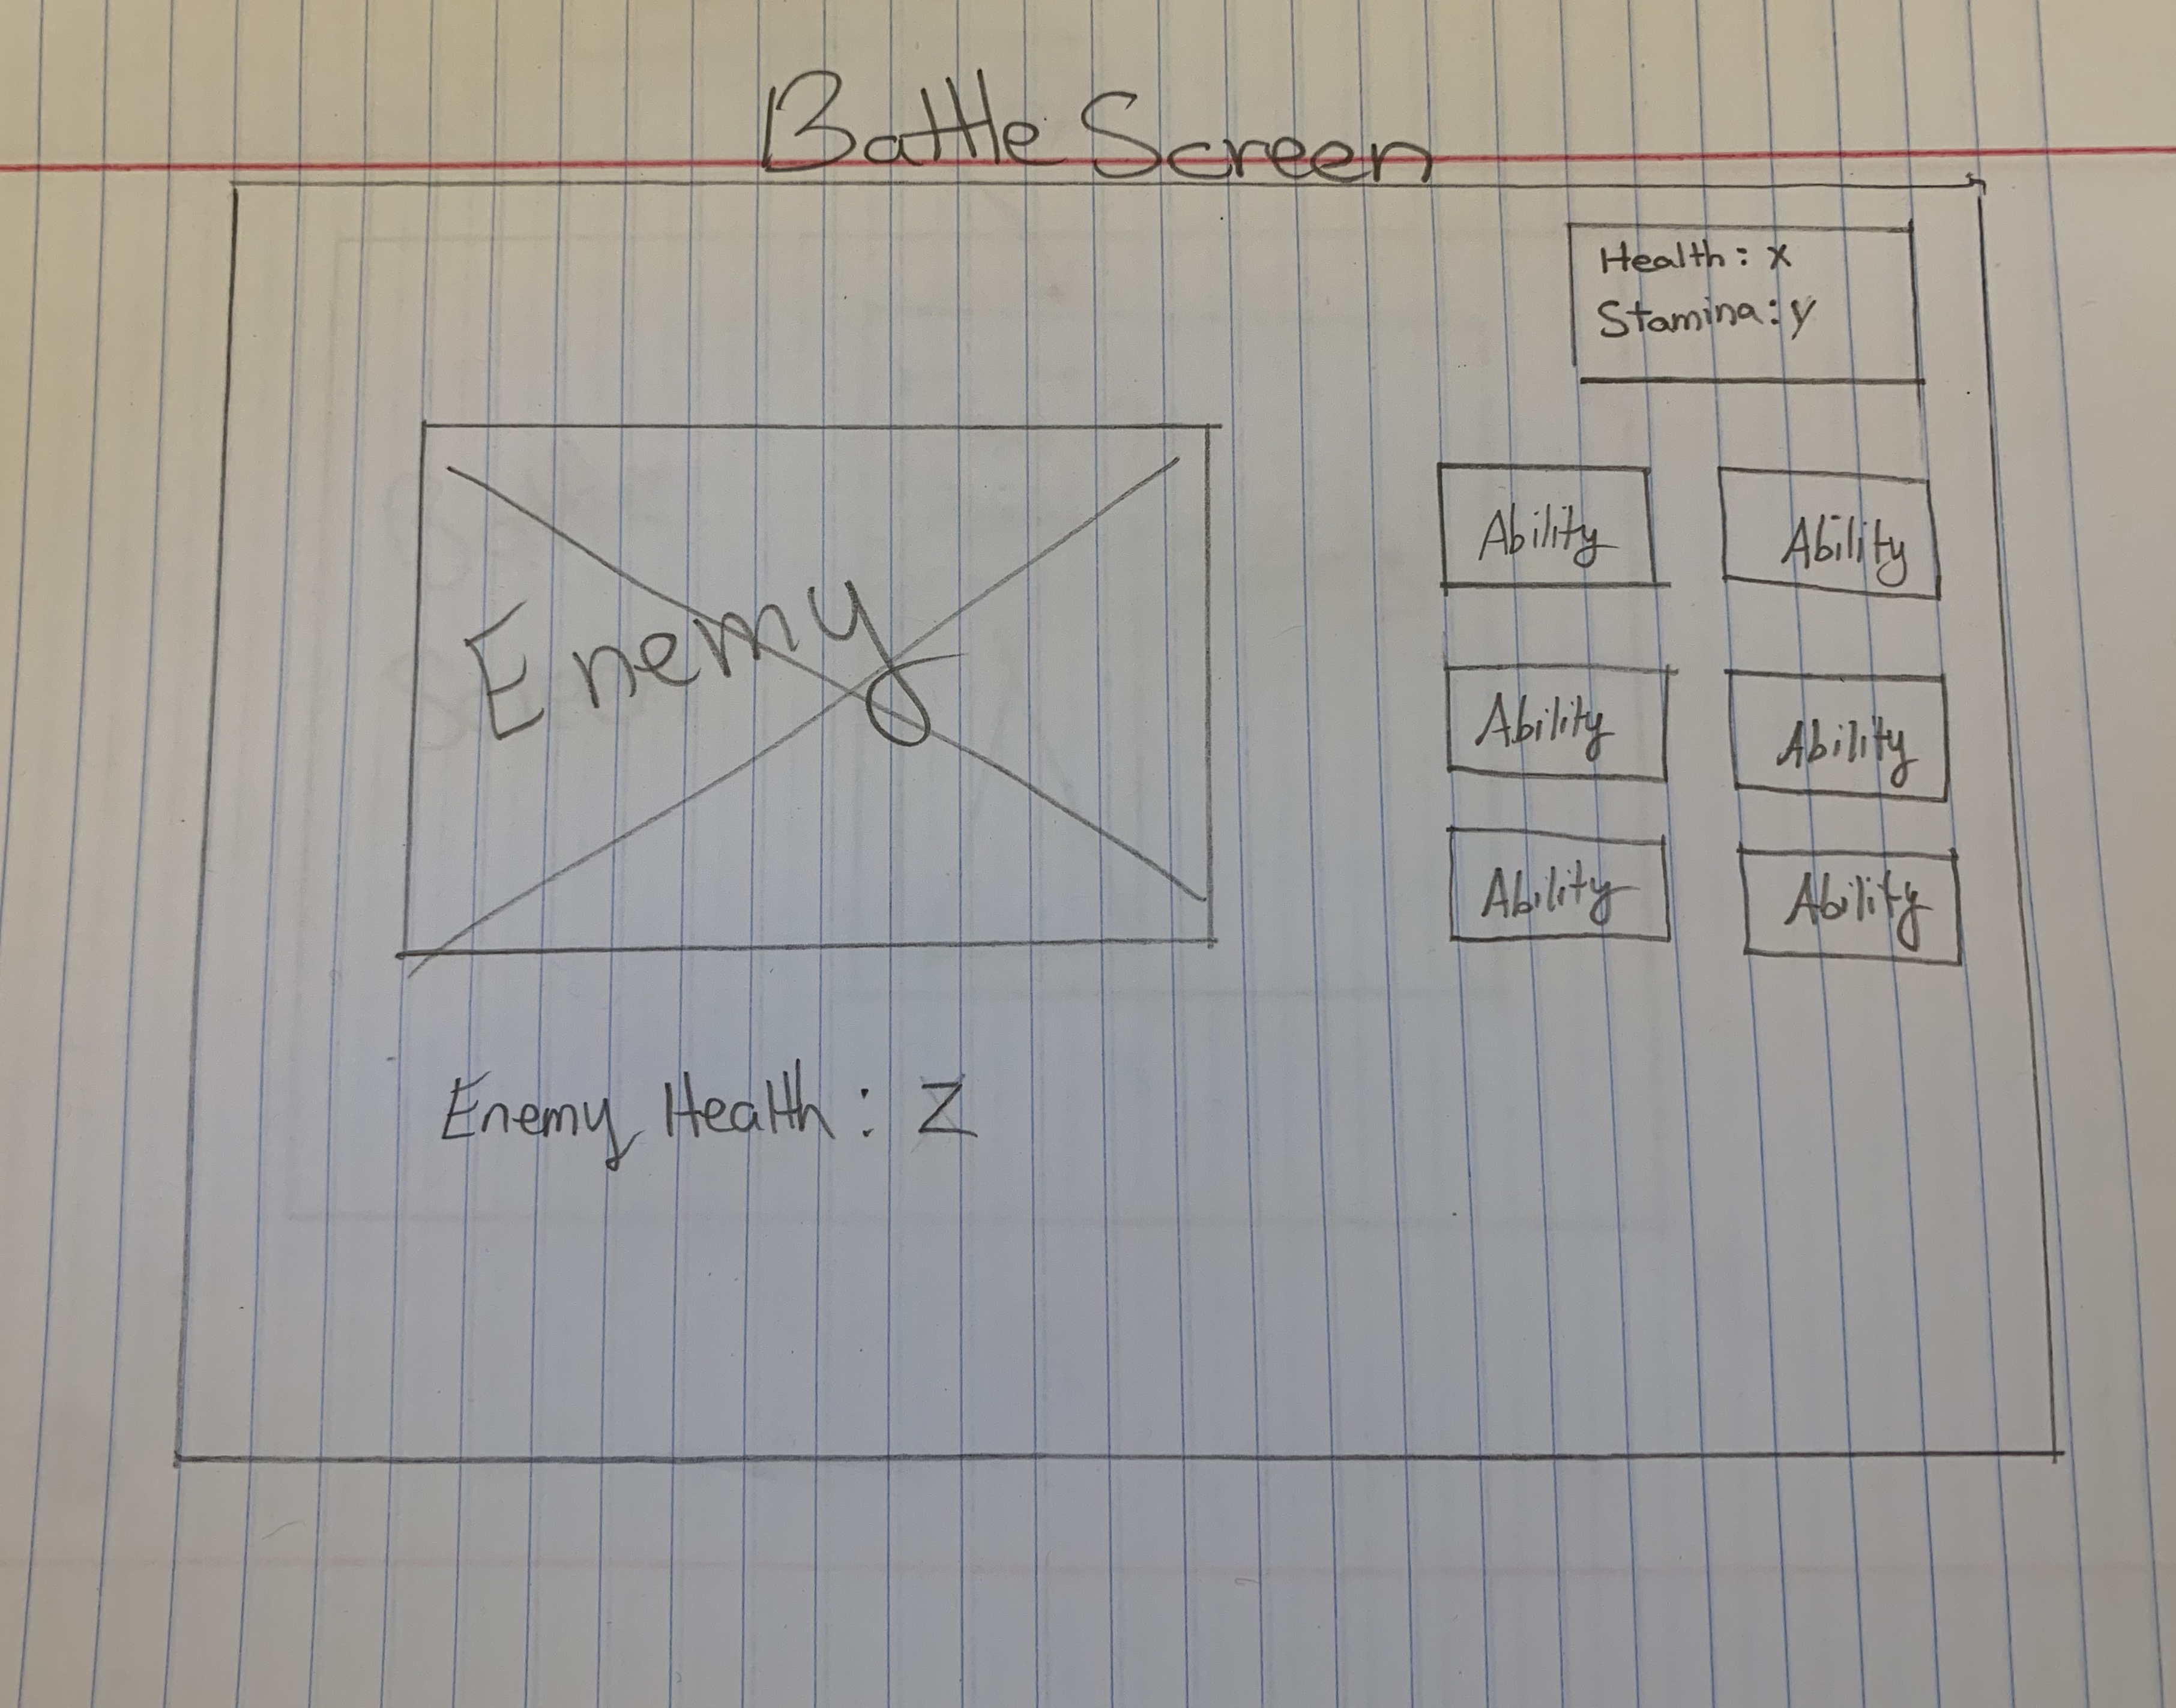 Battle Screen
Health: x
Stamina: y
Enemy
Ability
Ability
Ability
Ability
Ability
Ability
Enemy Health: Z